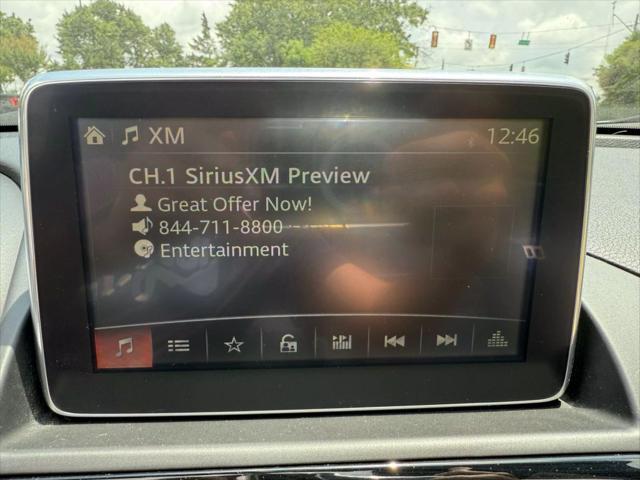 XM 12:46
CH.1 SiriusXM Preview
Great Offer Now!
844-711-8800
Entertainment